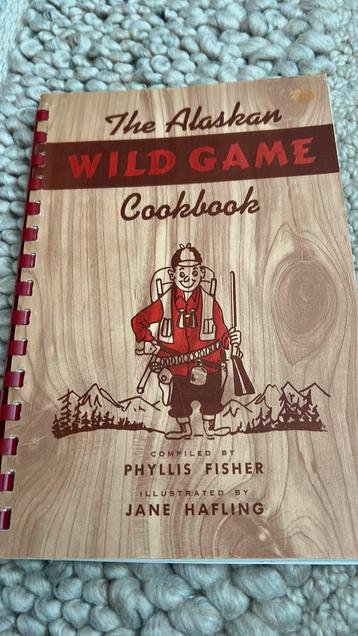 The Alaskan
WILD GAME
Cookbook
COMPILED BY
PHYLLIS FISHER
ILLUSTRATED BY
JANE HAFLING